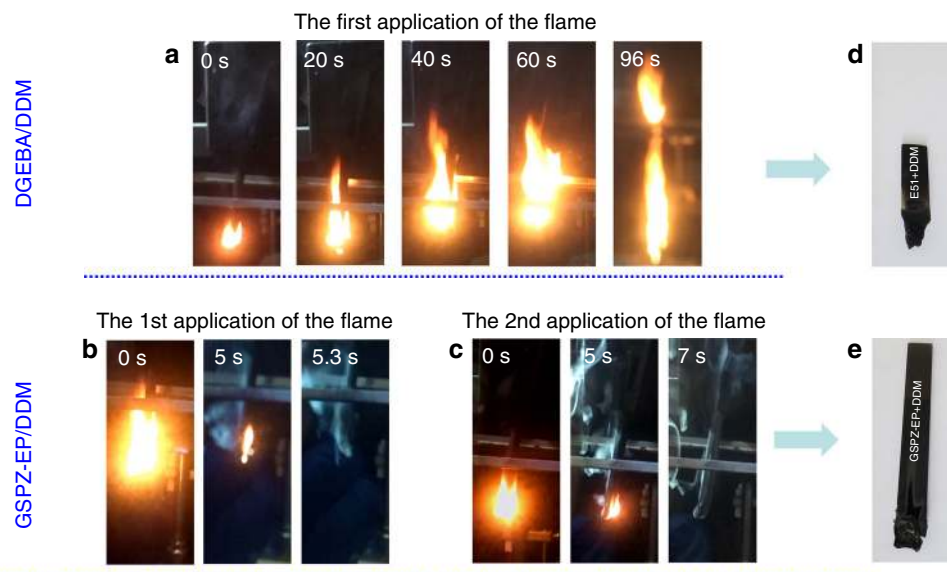 The first application of the flame
a
0 s
20 s
40 s
60 s
96 s
d
DGEBA/DDM
E51+DDM
The 1st application of the flame
The 2nd application of the flame
b
0 s
5 s
5.3 s
c
0 s
5 s
7 s
e
GSPZ-EP/DDM
GSPZ-EP+DDM